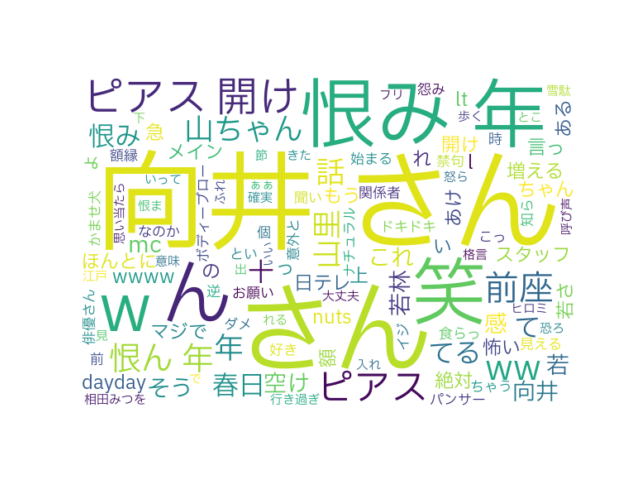 ピアス 開け 恨み 年
フリ 怨み lt 雪駄
歩く とこ ある
下 恨み 急 山ちゃん
額縁 メイン 節 きた 始まる れ 禁句 開け 時 言っ
よ いって 恨ま ああ 確実 ふれ 話 聞い もう 関係者 l 増える ちゃん
かませ犬 思い当たら 向井 さん 怒ら 知ら 呼び声
なのか ボディーブロー 個 いい 意外と 山里 ナチュラル ドキドキ あけ
mc の とい これ い こっ スタッフ
ほんとに 意味 十 つ 日テレ 上 若林 格言 若さ
江戸 wwww ん 逆 出 お願い 大丈夫 笑 前座 ヒロミ
w さん nuts 感 て 恐ろ
俳優さん 見 マジで ダメ れる 額 イジ てる 食らっ 怖い 見える
前 恨ん 年 年 好き 入れ ww 若
dayday そう で 春日 空け ピアス 絶対 ちゃう 向井
相田みつを 行き過ぎ パンサー